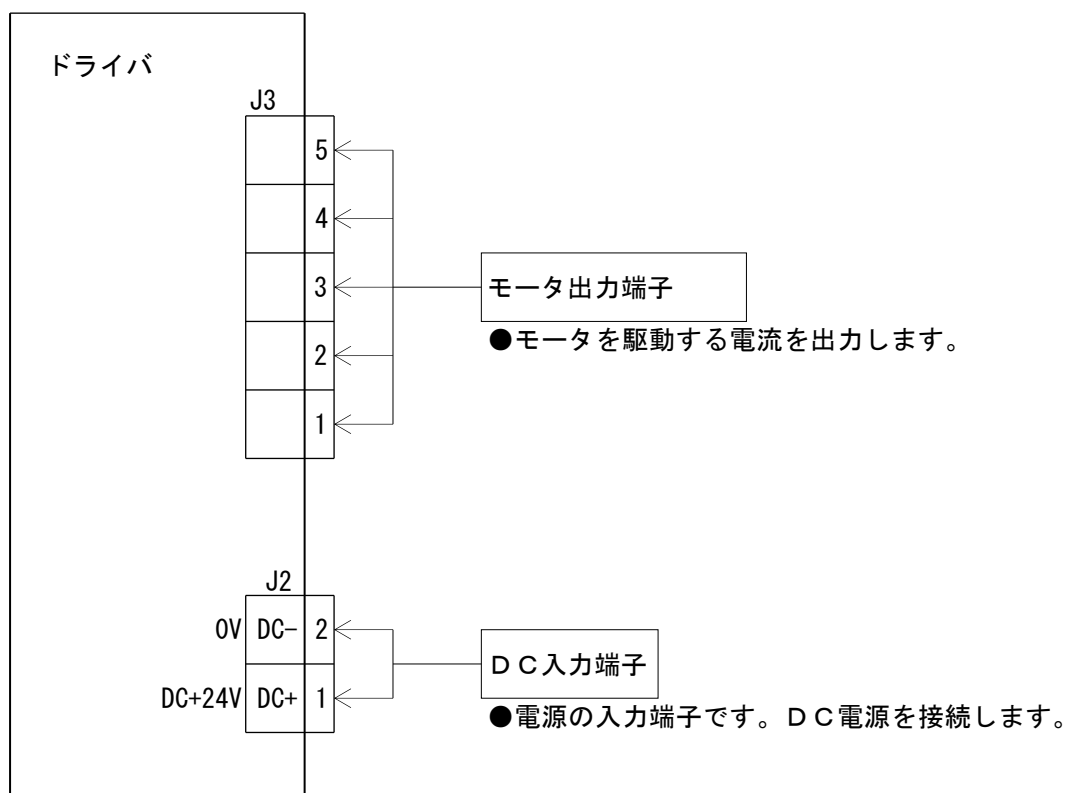 ドライバ
J3
5
4
3
モータ出力端子
●モータを駆動する電流を出力します。
2
1
J2
0V DC- 2
DC入力端子
DC+24V DC+ 1
●電源の入力端子です。DC電源を接続します。